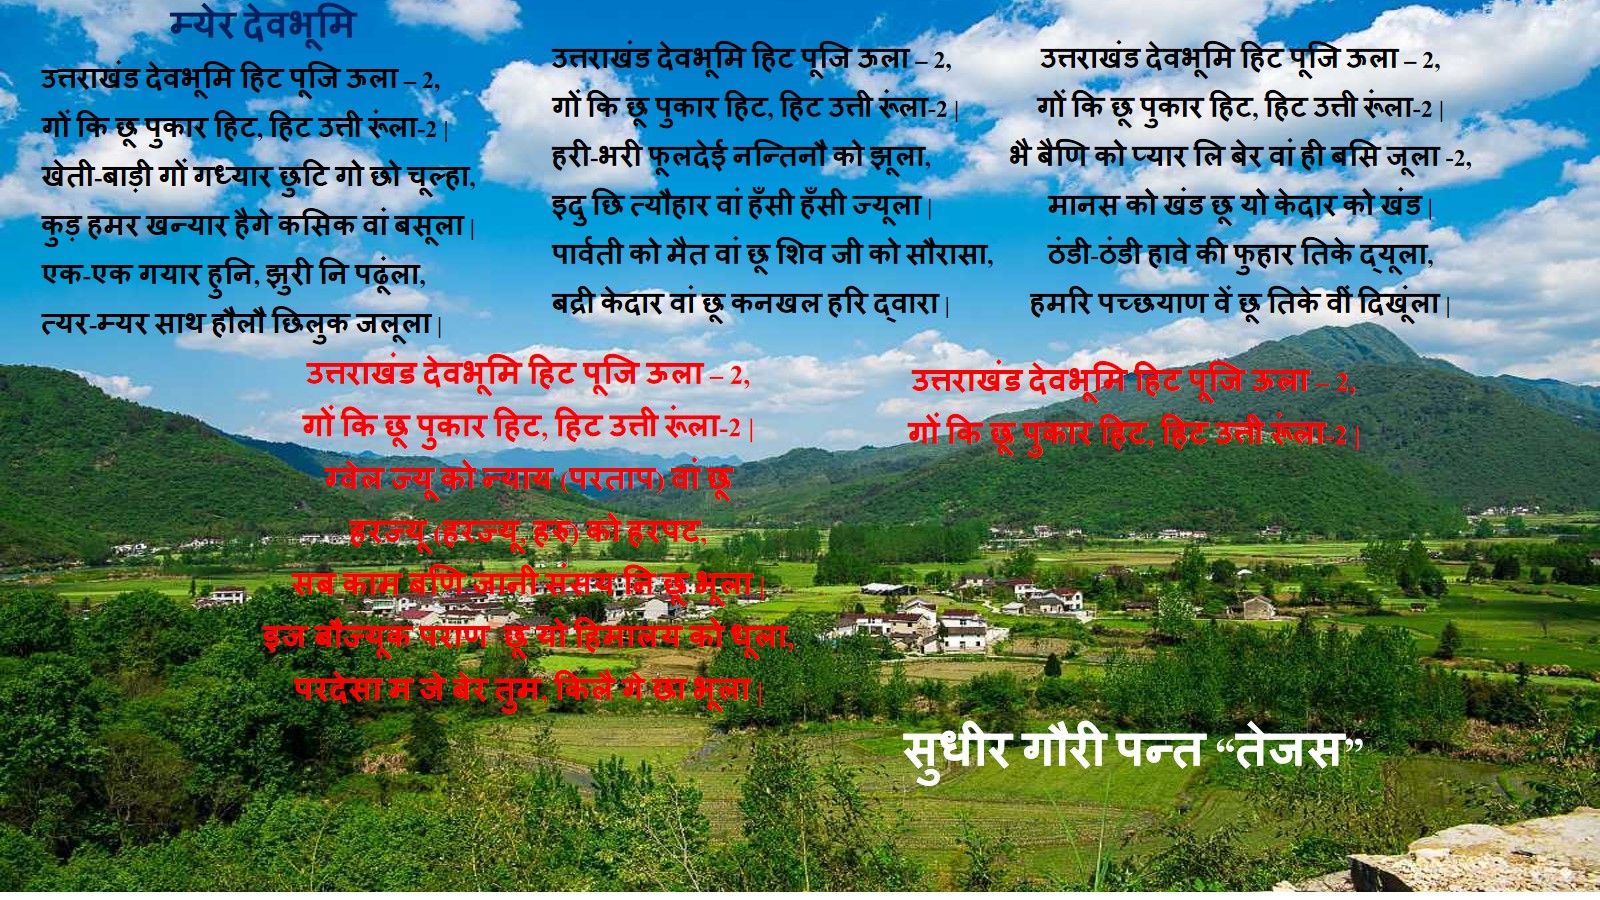 म्येर देवभूमि
उत्तराखंड देवभूमि हिट पूजि ऊला – 2,
गों कि छू पुकार हिट, हिट उत्ती रूंला-2 |
खेती-बाड़ी गों गध्यार छुटि गो छो चूल्हा,
कुड़ हमर खन्यार हैगे कसिक वां बसूला |
एक-एक गयार हुनि, झुरी नि पढूंला,
त्यर-म्यर साथ हौलौ छिलुक जलूला |
उत्तराखंड देवभूमि हिट पूजि ऊला – 2,
गों कि छू पुकार हिट, हिट उत्ती रूंला-2 |
हरी-भरी फूलदेई नन्तिनौ को झूला,
इदु छि त्यौहार वां हँसी हँसी ज्यूला |
पार्वती को मैत वां छू शिव जी को सौरासा,
बद्री केदार वां छू कनखल हरि द्वारा |
उत्तराखंड देवभूमि हिट पूजि ऊला – 2,
गों कि छू पुकार हिट, हिट उत्ती रूंला-2 |
भै बैणि को प्यार लि बेर वां ही बसि जूला -2,
मानस को खंड छू यो केदार को खंड |
ठंडी-ठंडी हावे की फुहार तिके द्यूला,
हमरि पच्छयाण वें छू तिके वीं दिखूंला |
उत्तराखंड देवभूमि हिट पूजि ऊला – 2,
गों कि छू पुकार हिट, हिट उत्ती रूंला-2 |
ग्वेल ज्यू को न्याय (परताप) वां छू
हरज्यू (हरज्यू, हरु) को हरपट,
सब काम बणि जानी संसय नि छू भूला |
इज बौज्यूक पराण छू यो हिमालय को धूला,
परदेसा म जे बेर तुम, किलै गे छा भूला |
उत्तराखंड देवभूमि हिट पूजि ऊला – 2,
गों कि छू पुकार हिट, हिट उत्ती रूंला-2 |
सुधीर गौरी पन्त “तेजस”